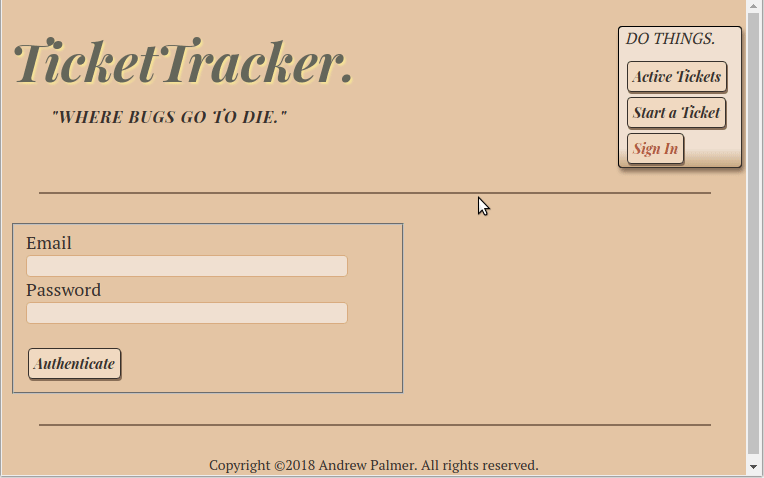 TicketTracker.
"WHERE BUGS GO TO DIE."
DO THINGS.
Active Tickets
Start a Ticket
Sign In
Email
Password
Authenticate
Copyright ©2018 Andrew Palmer. All rights reserved.